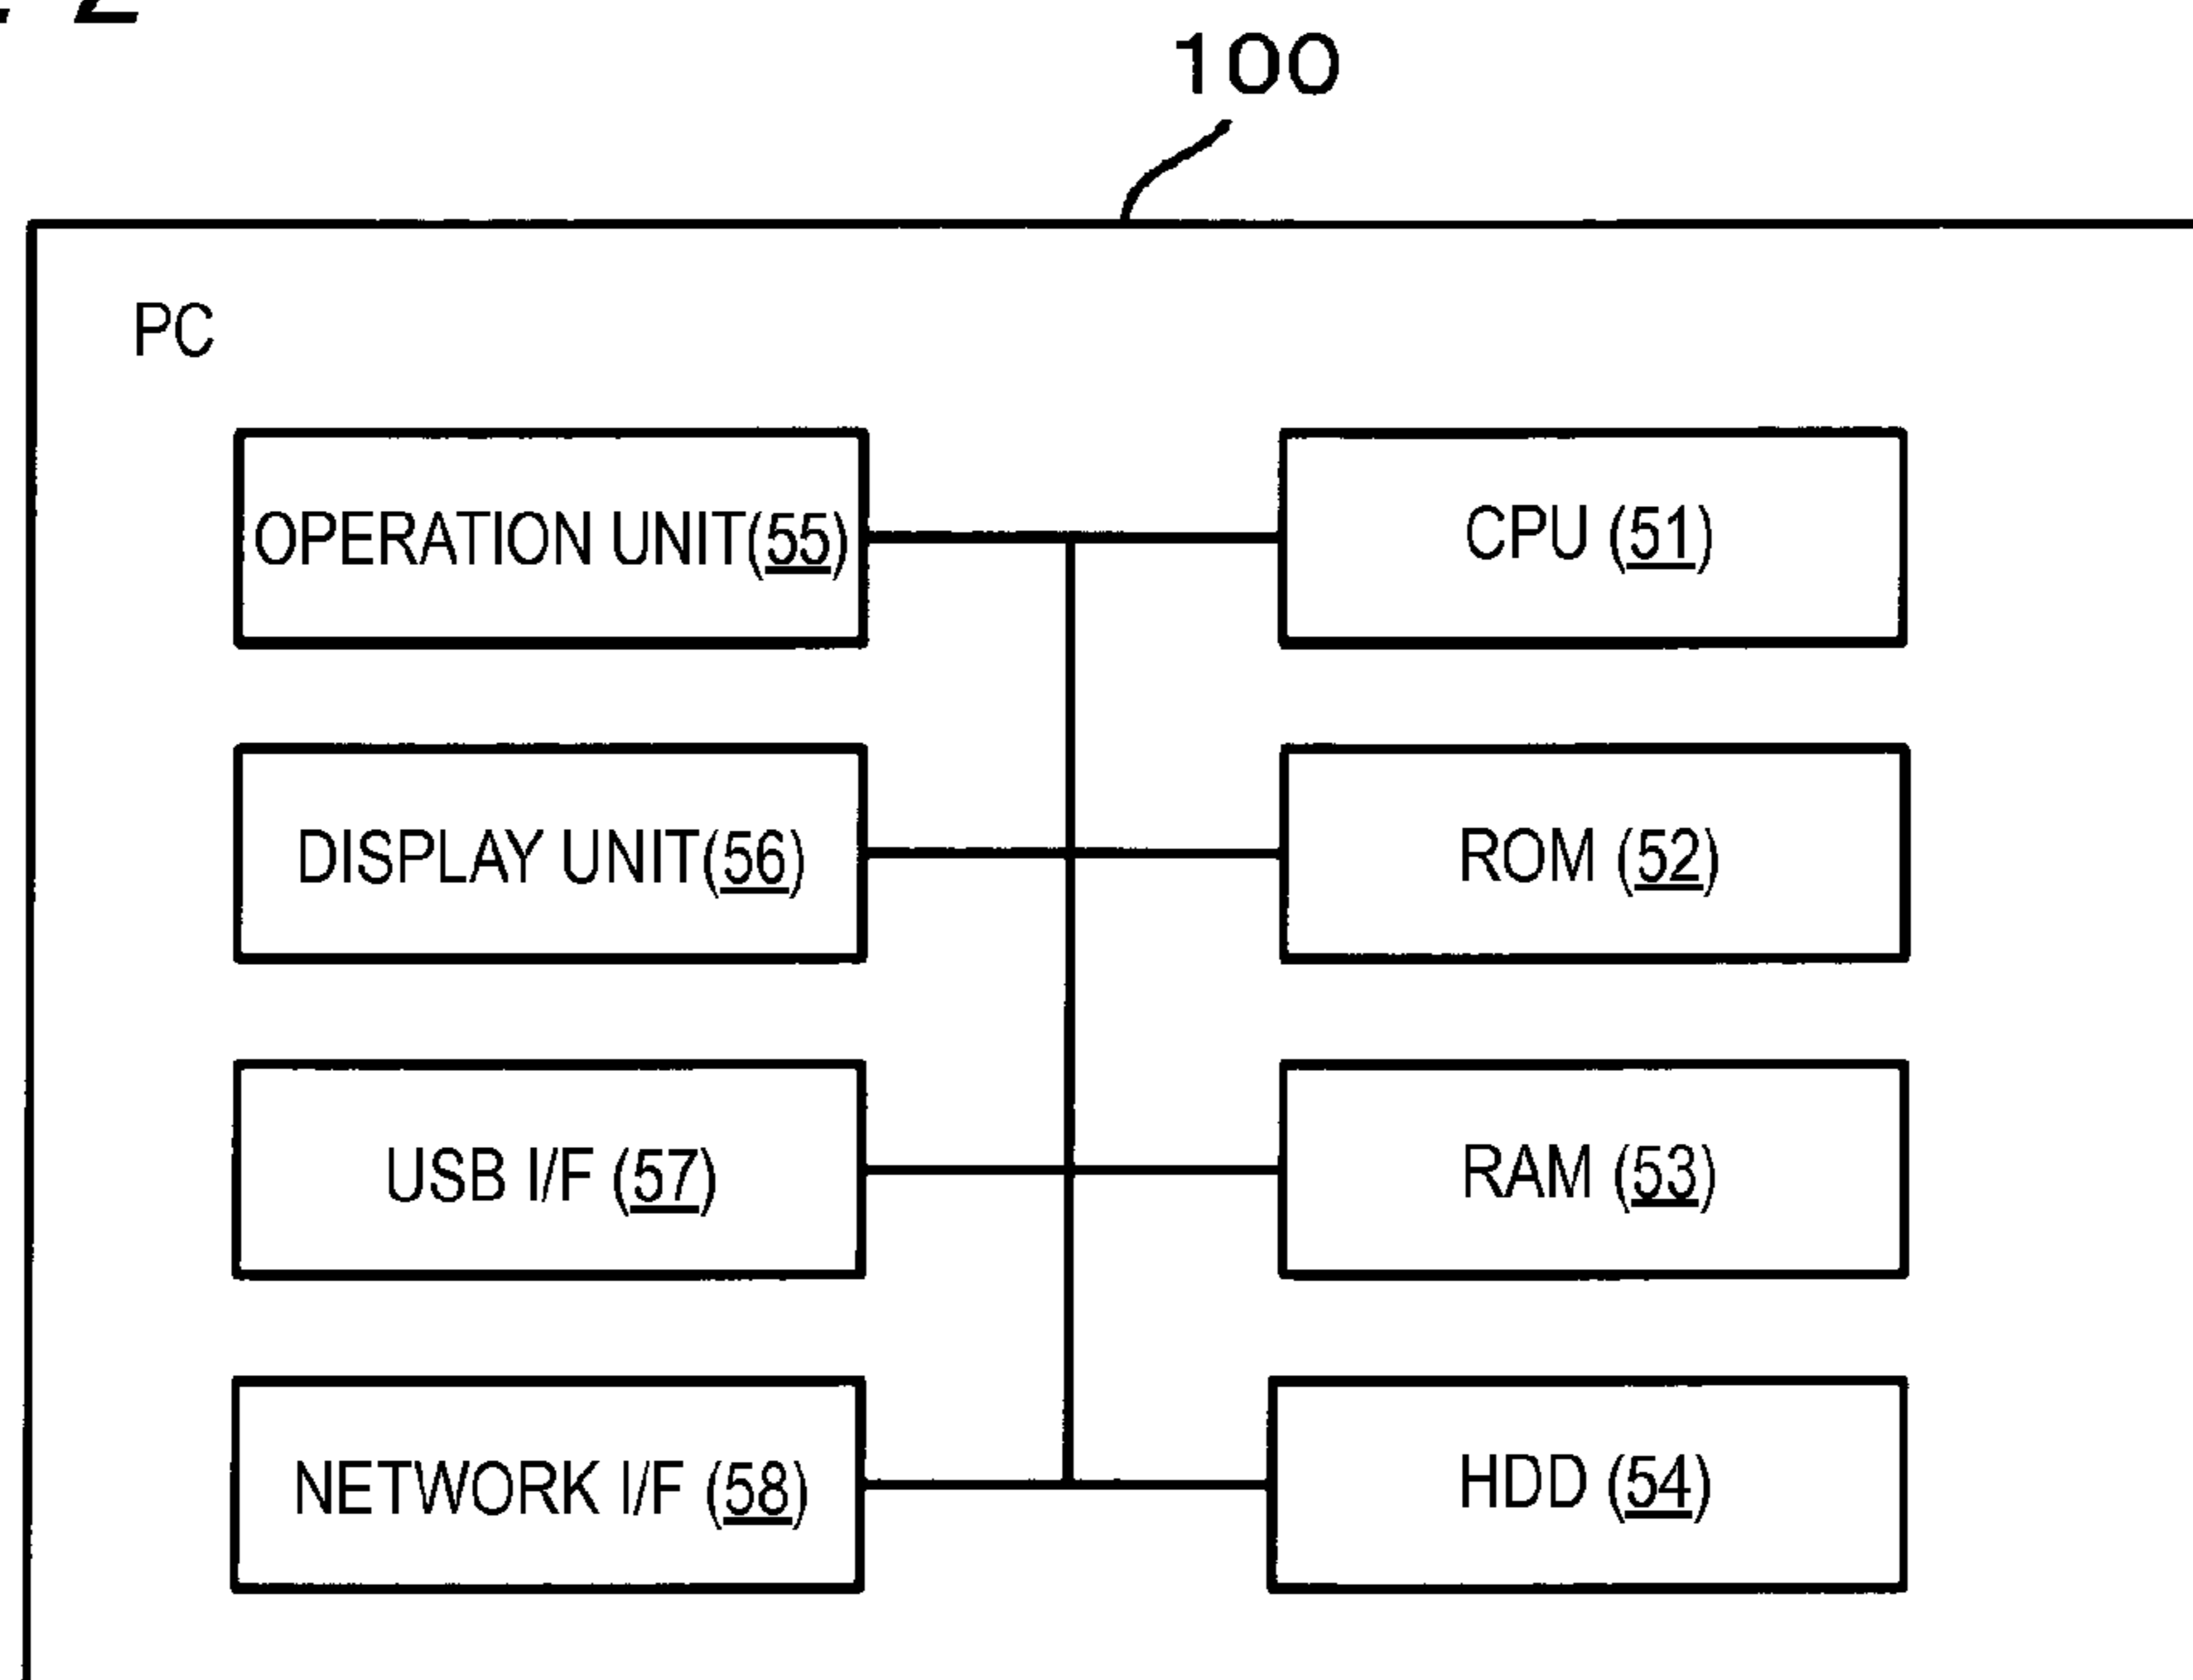 100
PC
OPERATION UNIT(55)
CPU (51)
DISPLAY UNIT(56)
ROM (52)
USB I/F (57)
RAM (53)
NETWORK I/F (58)
HDD (54)